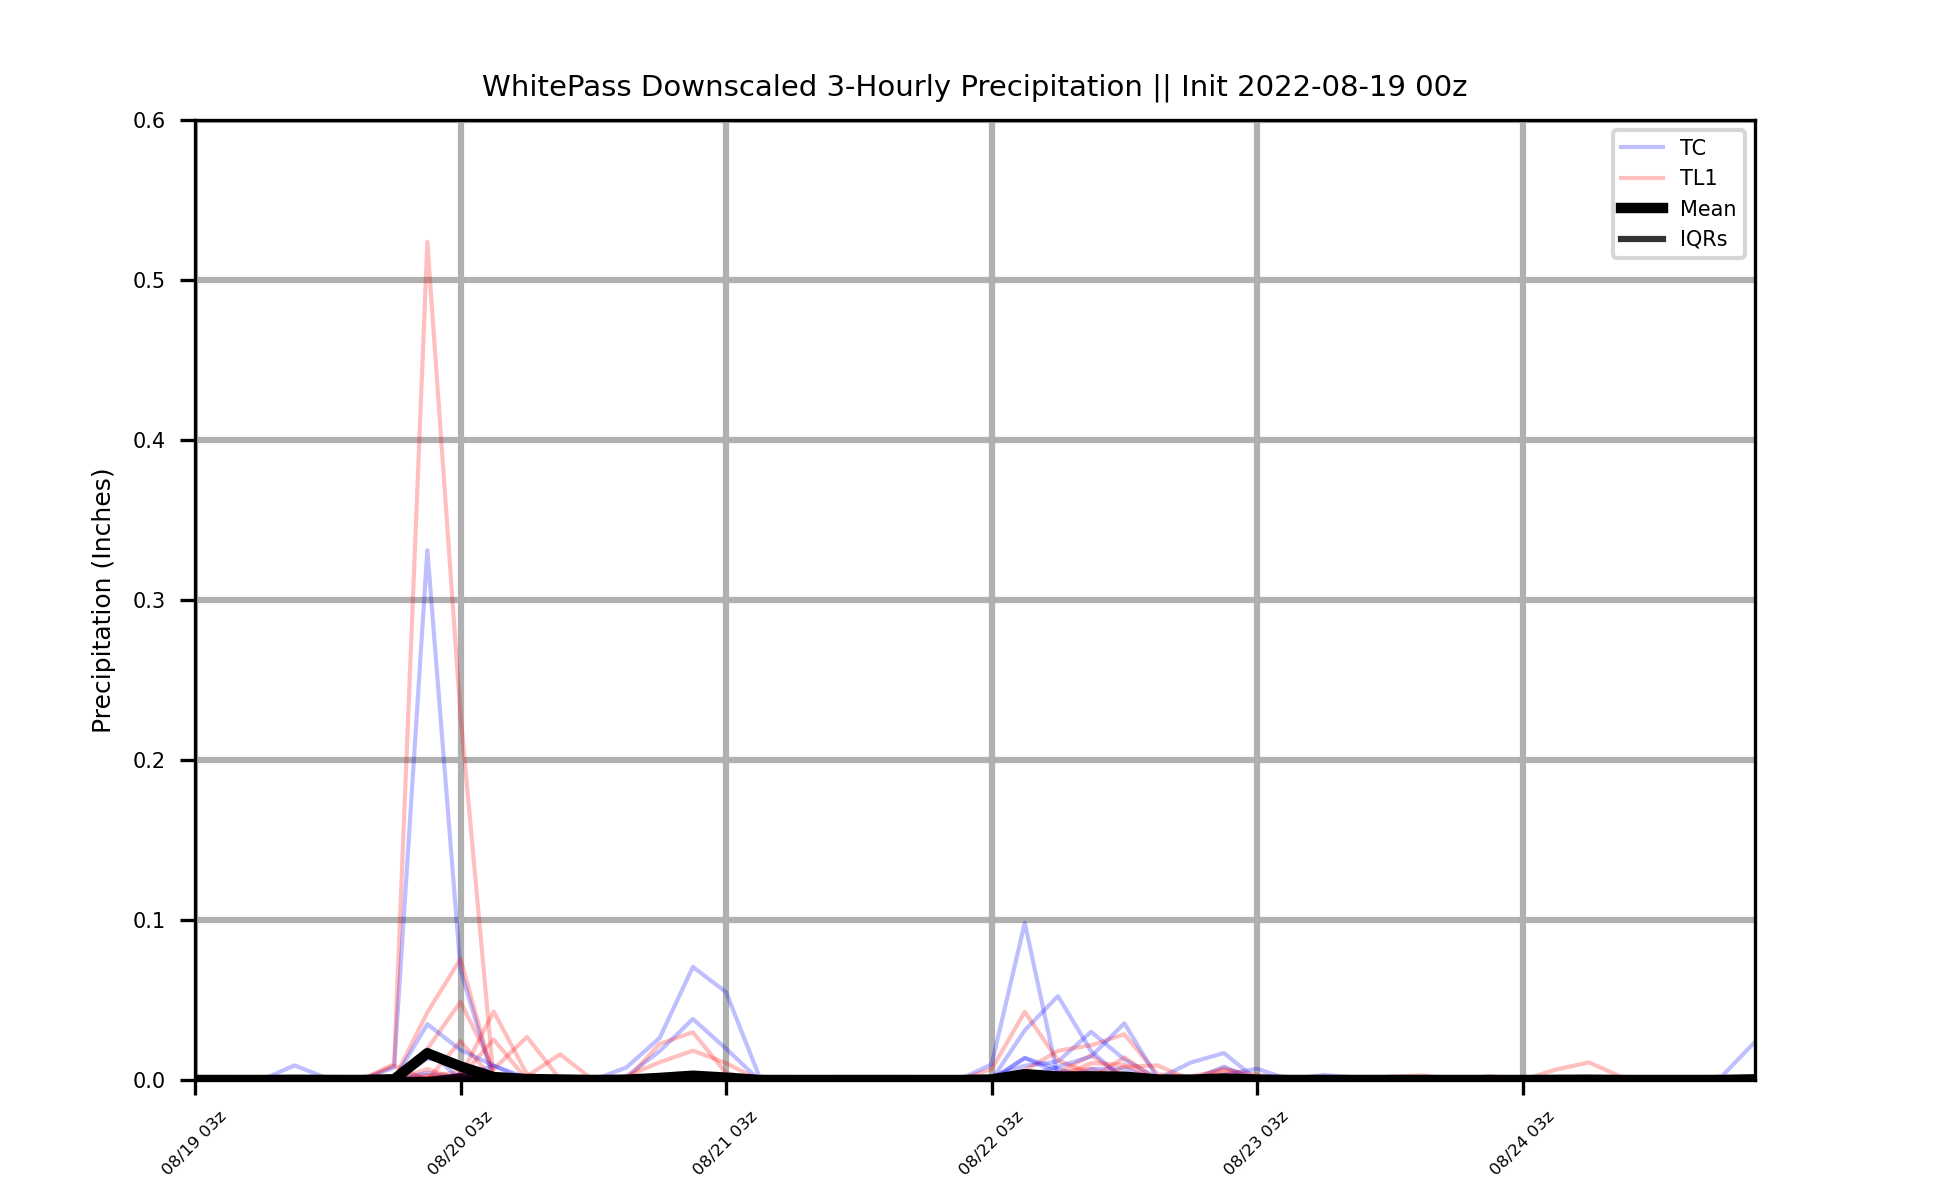 WhitePass Downscaled 3-Hourly Precipitation || Init 2022-08-19 00z
0.6
0.5
0.4
0.3
0.2
0.1
0.0
Precipitation (Inches)
TC
TL1
Mean
IQRs
08/19 03z
08/20 03z
08/21 03z
08/22 03z
08/23 03z
08/24 03z